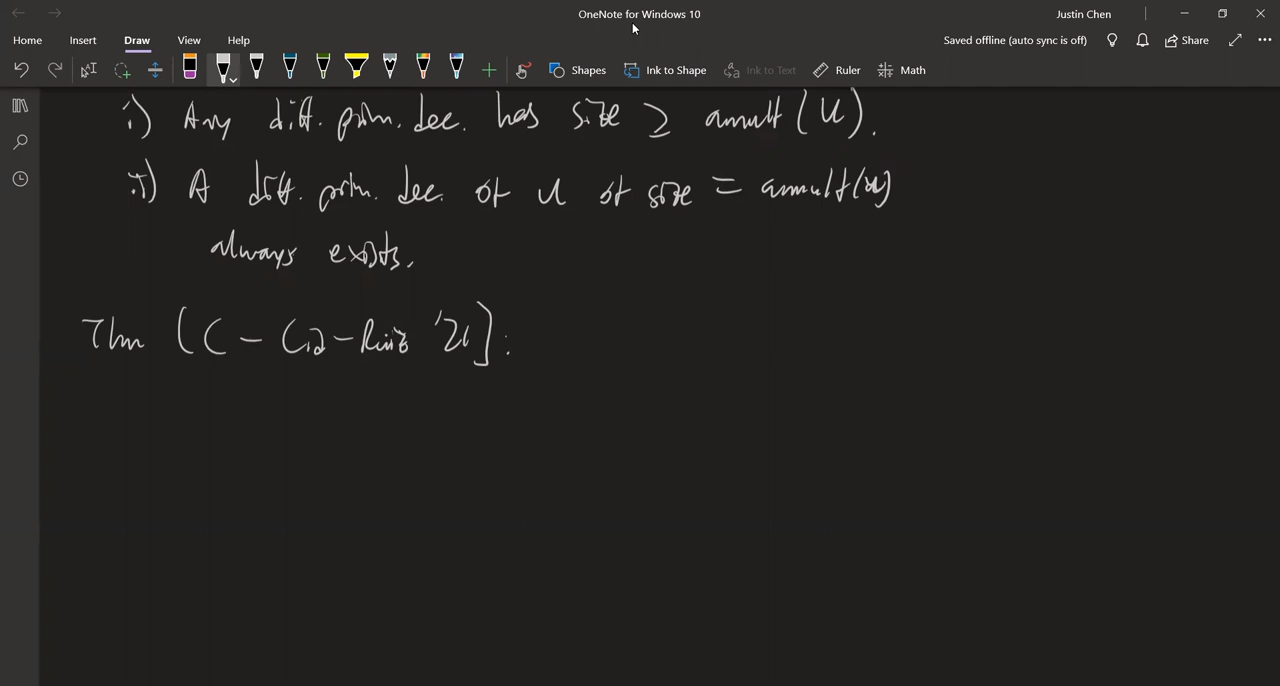 OneNote for Windows 10
Justin Chen
Home Insert Draw View Help
Saved offline (auto sync is off)
Share
Shapes
Ink to Shape
Ink to Text
Ruler
Math
i) Any diff. prim. dec. has size ≥ amult(U).
ii) A diff. prim. dec. of U of size = amult(U)
always exists.
Thm [C - Cid-Ruiz '21]: